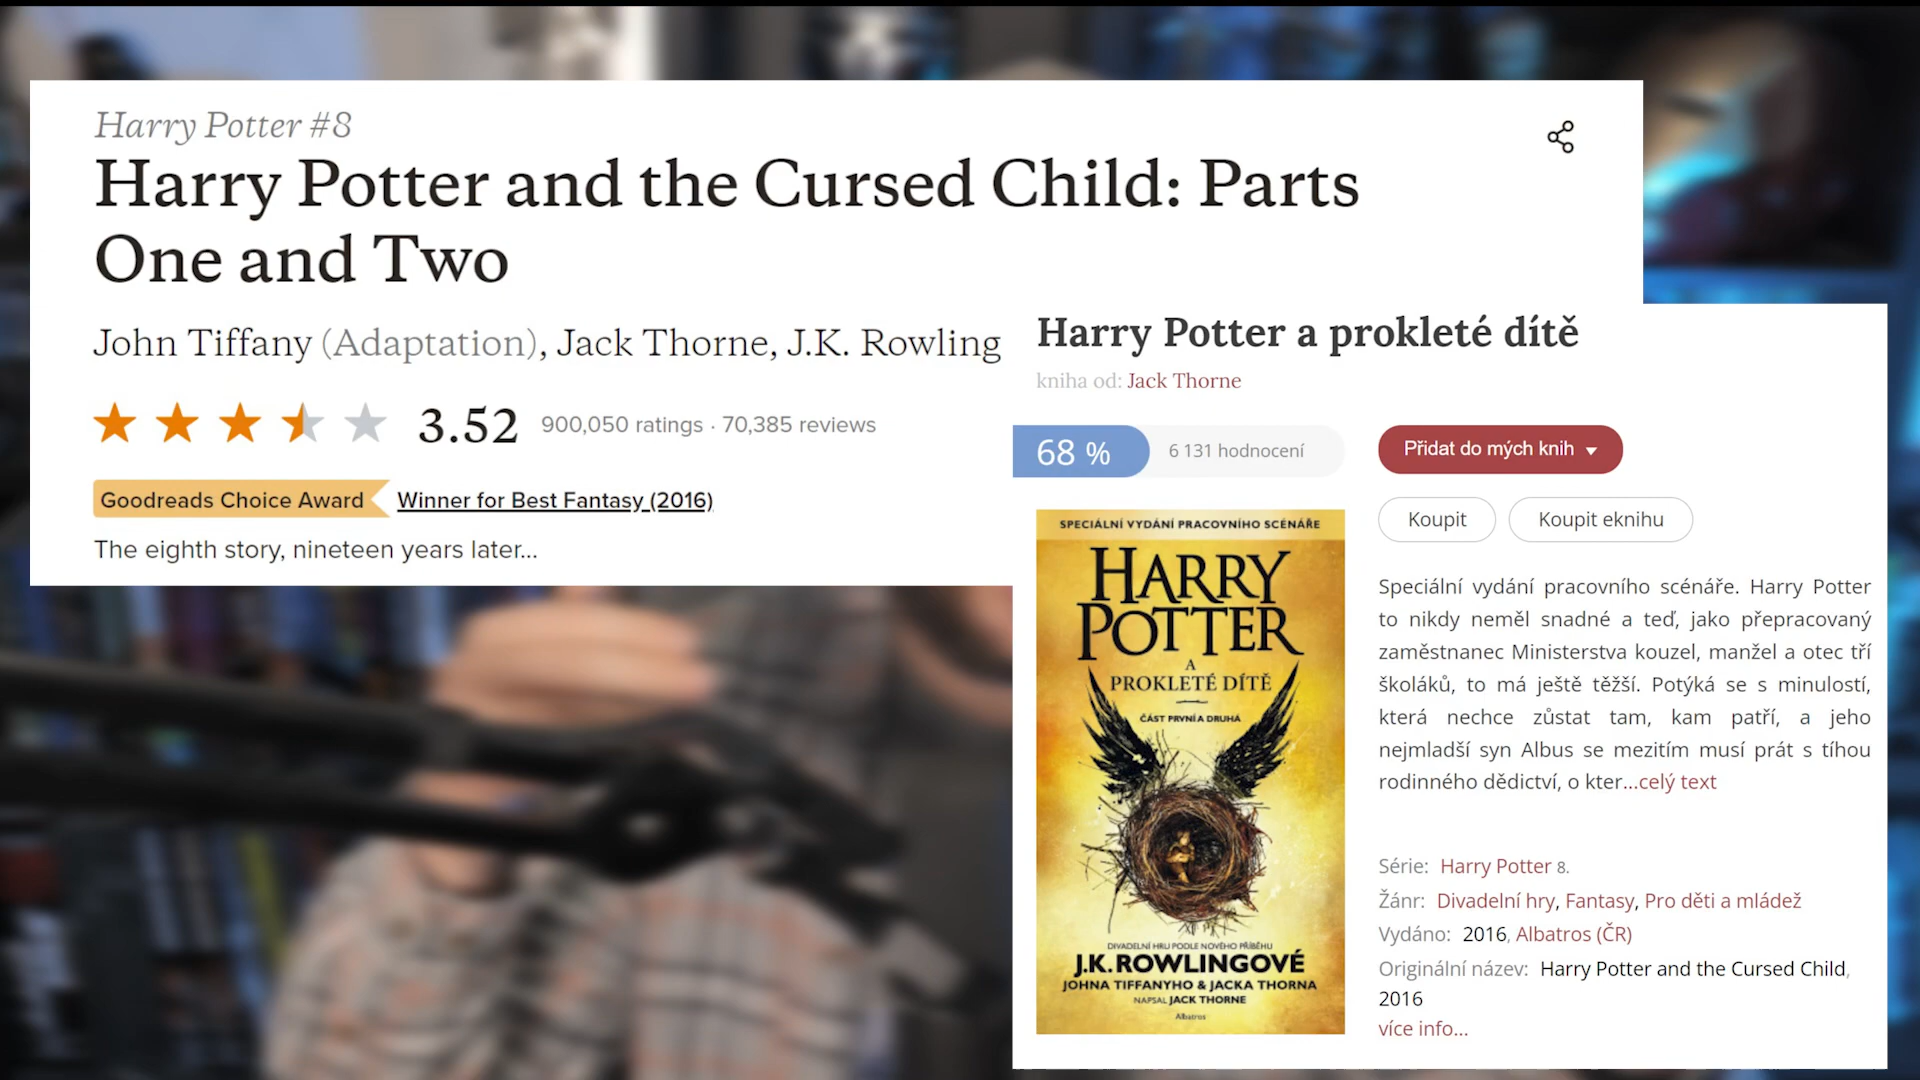 Harry Potter #8
Harry Potter and the Cursed Child: Parts
One and Two
John Tiffany (Adaptation), Jack Thorne, J.K. Rowling
3.52 900,050 ratings · 70,385 reviews
Goodreads Choice Award Winner for Best Fantasy (2016)
The eighth story, nineteen years later...
Harry Potter a prokleté dítě
kniha od: Jack Thorne
68 % 6 131 hodnocení
Přidat do mých knih
Koupit Koupit eknihu
SPECIÁLNÍ VYDÁNÍ PRACOVNÍHO SCÉNÁŘE
HARRY
POTTER
A
PROKLETÉ DÍTĚ
ČÁST PRVNÍ A DRUHÁ
DIVADELNÍ HRU PODLE NOVÉHO PŘÍBĚHU
J.K. ROWLINGOVÉ
JOHNA TIFFANYHO & JACKA THORNA
NAPSAL JACK THORNE
Albatros
Speciální vydání pracovního scénáře. Harry Potter
to nikdy neměl snadné a teď, jako přepracovaný
zaměstnanec Ministerstva kouzel, manžel a otec tří
školáků, to má ještě těžší. Potýká se s minulostí,
která nechce zůstat tam, kam patří, a jeho
nejmladší syn Albus se mezitím musí prát s tíhou
rodinného dědictví, o kter...celý text
Série: Harry Potter 8.
Žánr: Divadelní hry, Fantasy, Pro děti a mládež
Vydáno: 2016, Albatros (ČR)
Originální název: Harry Potter and the Cursed Child,
2016
více info...